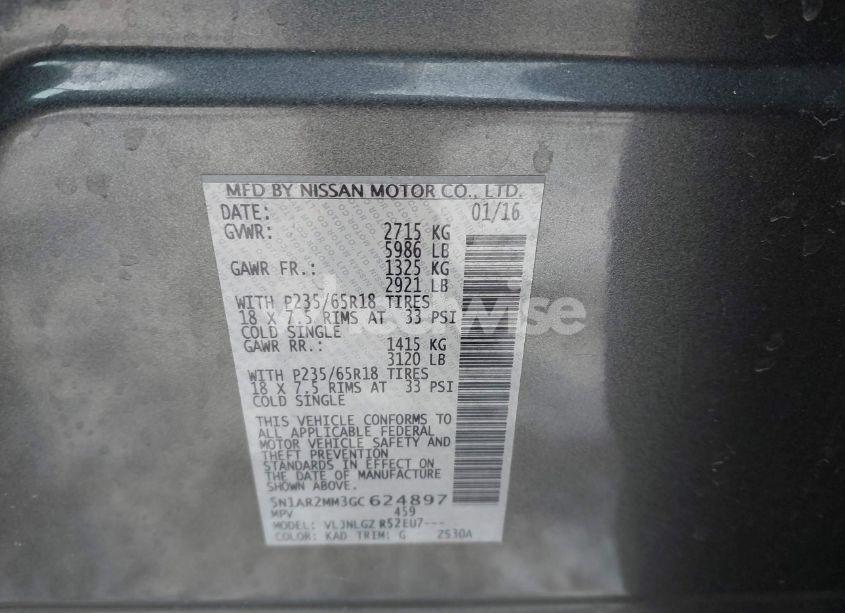 MFD BY NISSAN MOTOR CO., LTD.
DATE: 01/16
GVWR: 2715 KG
5986 LB
GAWR FR.: 1325 KG
2921 LB
WITH P235/65R18 TIRES
18 X 7.5 RIMS AT 33 PSI
COLD SINGLE
GAWR RR.: 1415 KG
3120 LB
WITH P235/65R18 TIRES
18 X 7.5 RIMS AT 33 PSI
COLD SINGLE
THIS VEHICLE CONFORMS TO
ALL APPLICABLE FEDERAL
MOTOR VEHICLE SAFETY AND
THEFT PREVENTION
STANDARDS IN EFFECT ON
THE DATE OF MANUFACTURE
SHOWN ABOVE.
5N1AR2MM3GC624897
MPV 459
MODEL: VLJNLGZ R52EU7---
COLOR: KAD TRIM: G Z530A